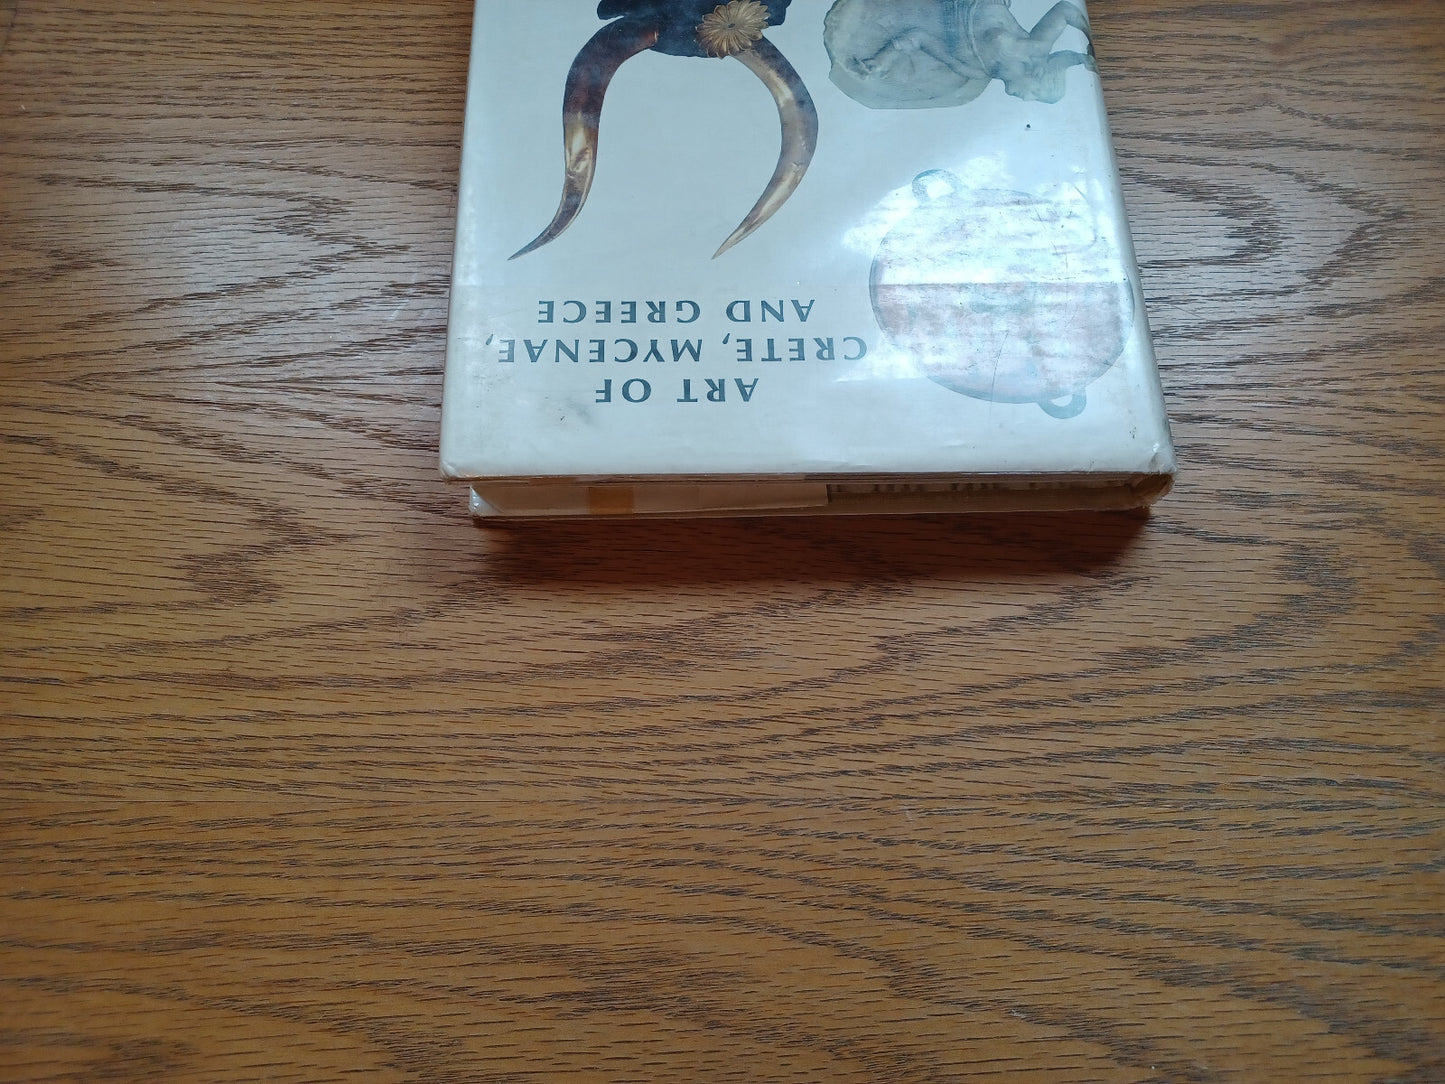 ART OF
CRETE, MYCENAE,
AND GREECE